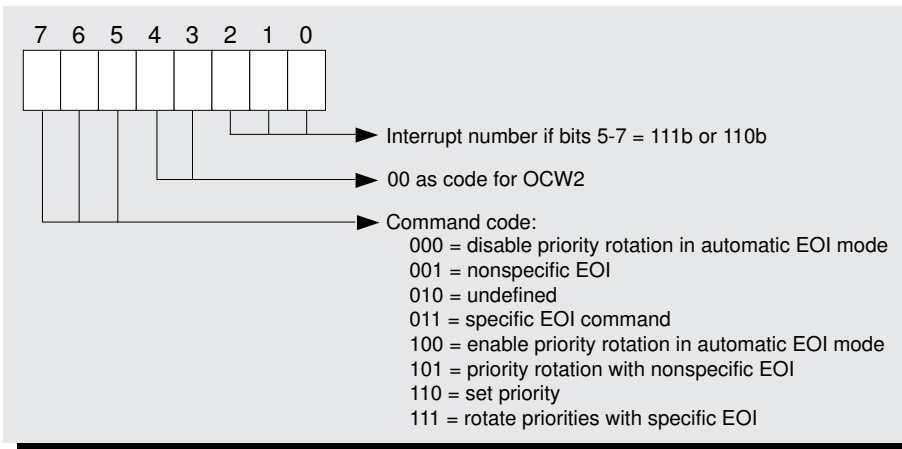 7 6 5 4 3 2 1 0
Interrupt number if bits 5-7 = 111b or 110b
00 as code for OCW2
Command code:
000 = disable priority rotation in automatic EOI mode
001 = nonspecific EOI
010 = undefined
011 = specific EOI command
100 = enable priority rotation in automatic EOI mode
101 = priority rotation with nonspecific EOI
110 = set priority
111 = rotate priorities with specific EOI